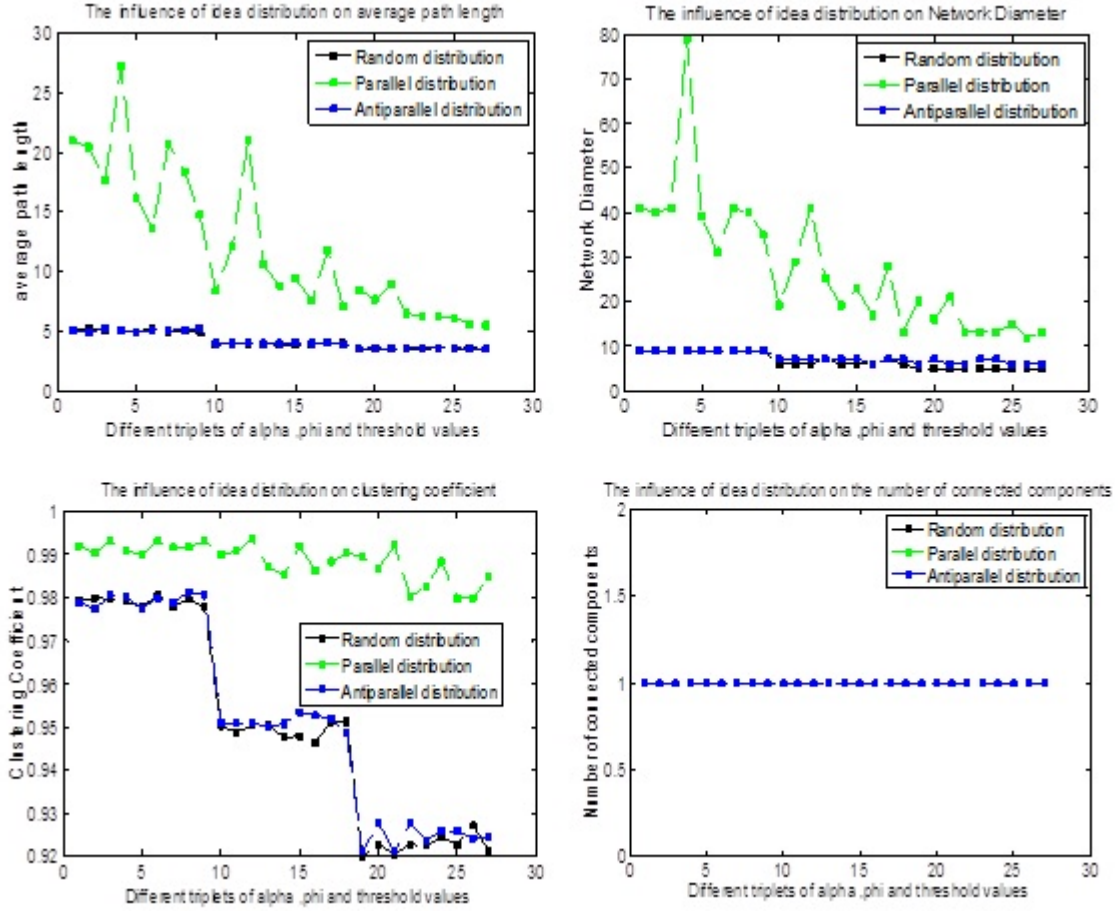 The influence of idea distribution on average path length
30
25
20
15
10
5
0
average path length
Random distribution
Parallel distribution
Antiparallel distribution
0 5 10 15 20 25 30
Different triplets of alpha ,phi and threshold values
The influence of idea distribution on Network Diameter
80
70
60
50
40
30
20
10
0
Network Diameter
Random distribution
Parallel distribution
Antiparallel distribution
0 5 10 15 20 25 30
Different triplets of alpha ,phi and threshold values
The influence of idea distribution on clustering coefficient
1
0.99
0.98
0.97
0.96
0.95
0.94
0.93
0.92
Clustering Coefficient
Random distribution
Parallel distribution
Antiparallel distribution
0 5 10 15 20 25 30
Different triplets of alpha ,phi and threshold values
The influence of idea distribution on the number of connected components
2
1.5
1
0.5
0
Number of connected components
Random distribution
Parallel distribution
Antiparallel distribution
0 5 10 15 20 25 30
Different triplets of alpha ,phi and threshold values